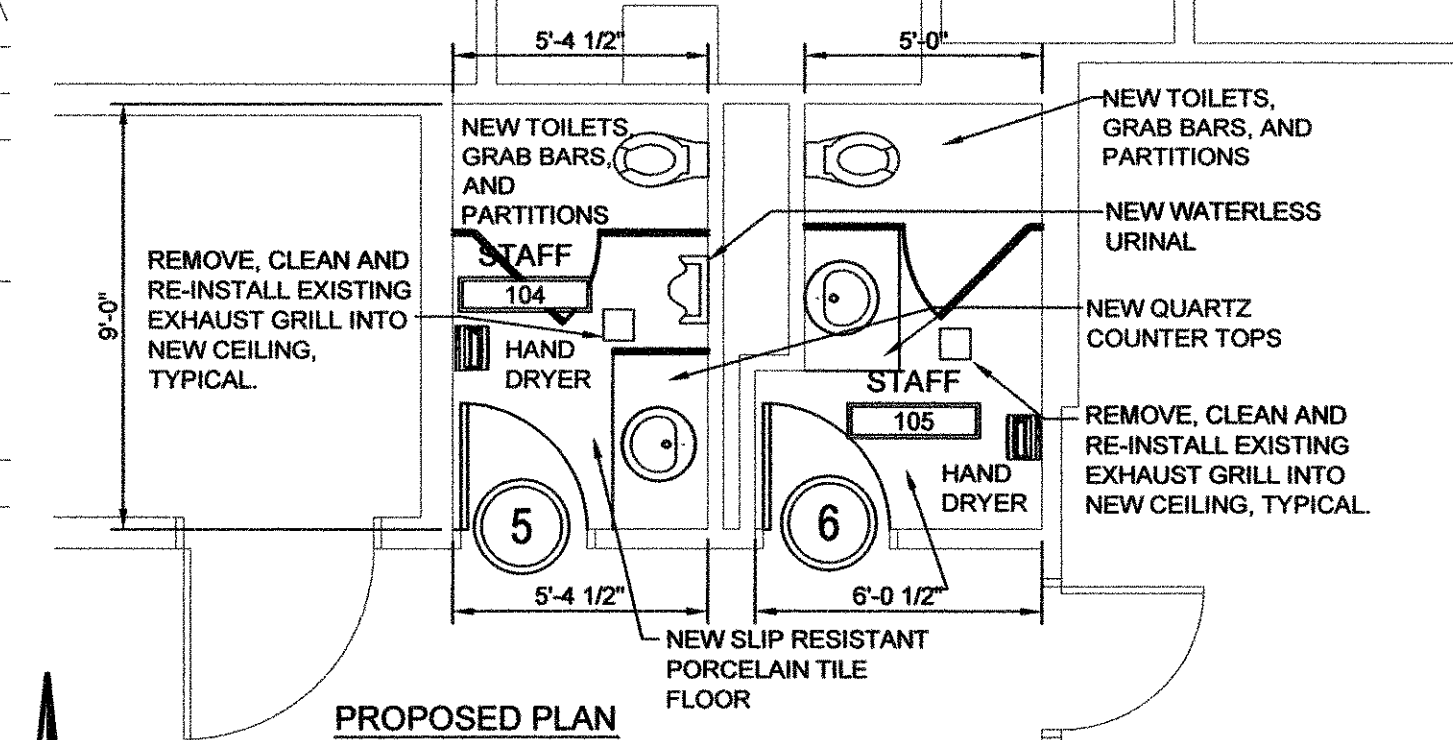 5'-4 1/2"
5'-0"
NEW TOILETS,
GRAB BARS,
AND
PARTITIONS
NEW TOILETS,
GRAB BARS, AND
PARTITIONS
NEW WATERLESS
URINAL
STAFF
104
REMOVE, CLEAN AND
RE-INSTALL EXISTING
EXHAUST GRILL INTO
NEW CEILING,
TYPICAL.
9'-0"
HAND
DRYER
NEW QUARTZ
COUNTER TOPS
STAFF
105
REMOVE, CLEAN AND
RE-INSTALL EXISTING
EXHAUST GRILL INTO
NEW CEILING, TYPICAL.
HAND
DRYER
5
6
5'-4 1/2"
6'-0 1/2"
NEW SLIP RESISTANT
PORCELAIN TILE
FLOOR
PROPOSED PLAN